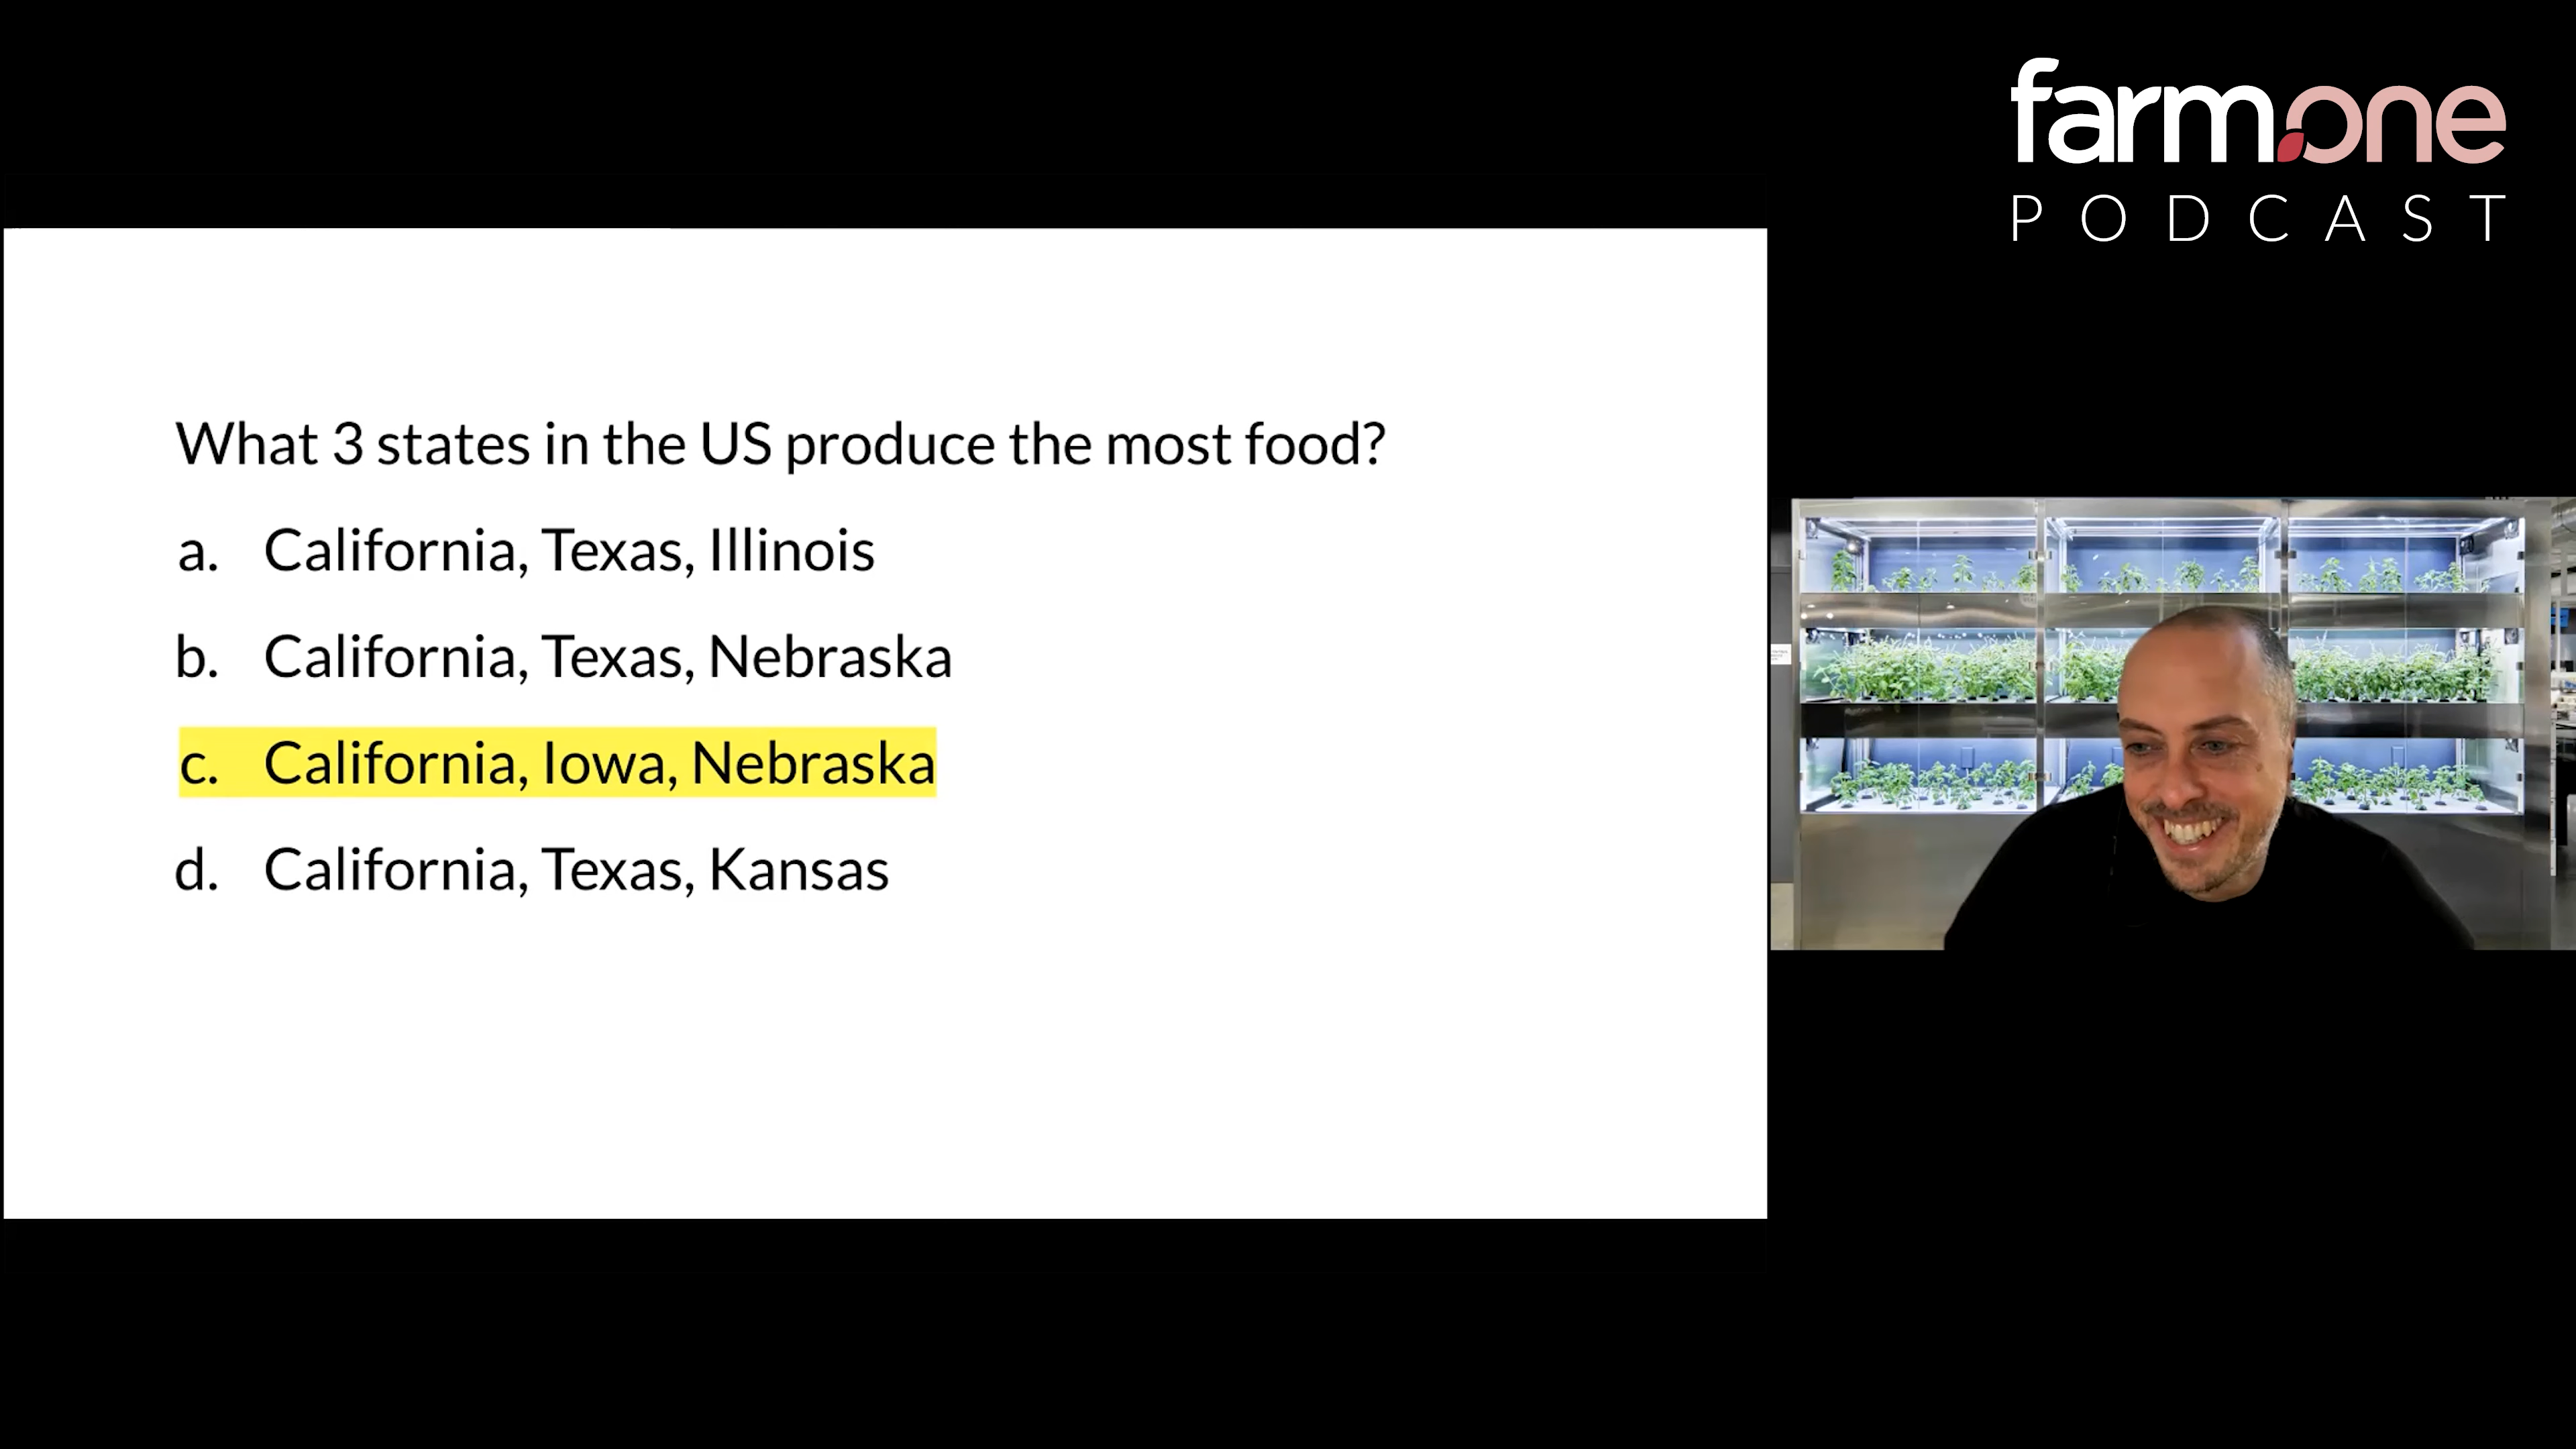 farm.one
PODCAST
What 3 states in the US produce the most food?
a. California, Texas, Illinois
b. California, Texas, Nebraska
c. California, Iowa, Nebraska
d. California, Texas, Kansas